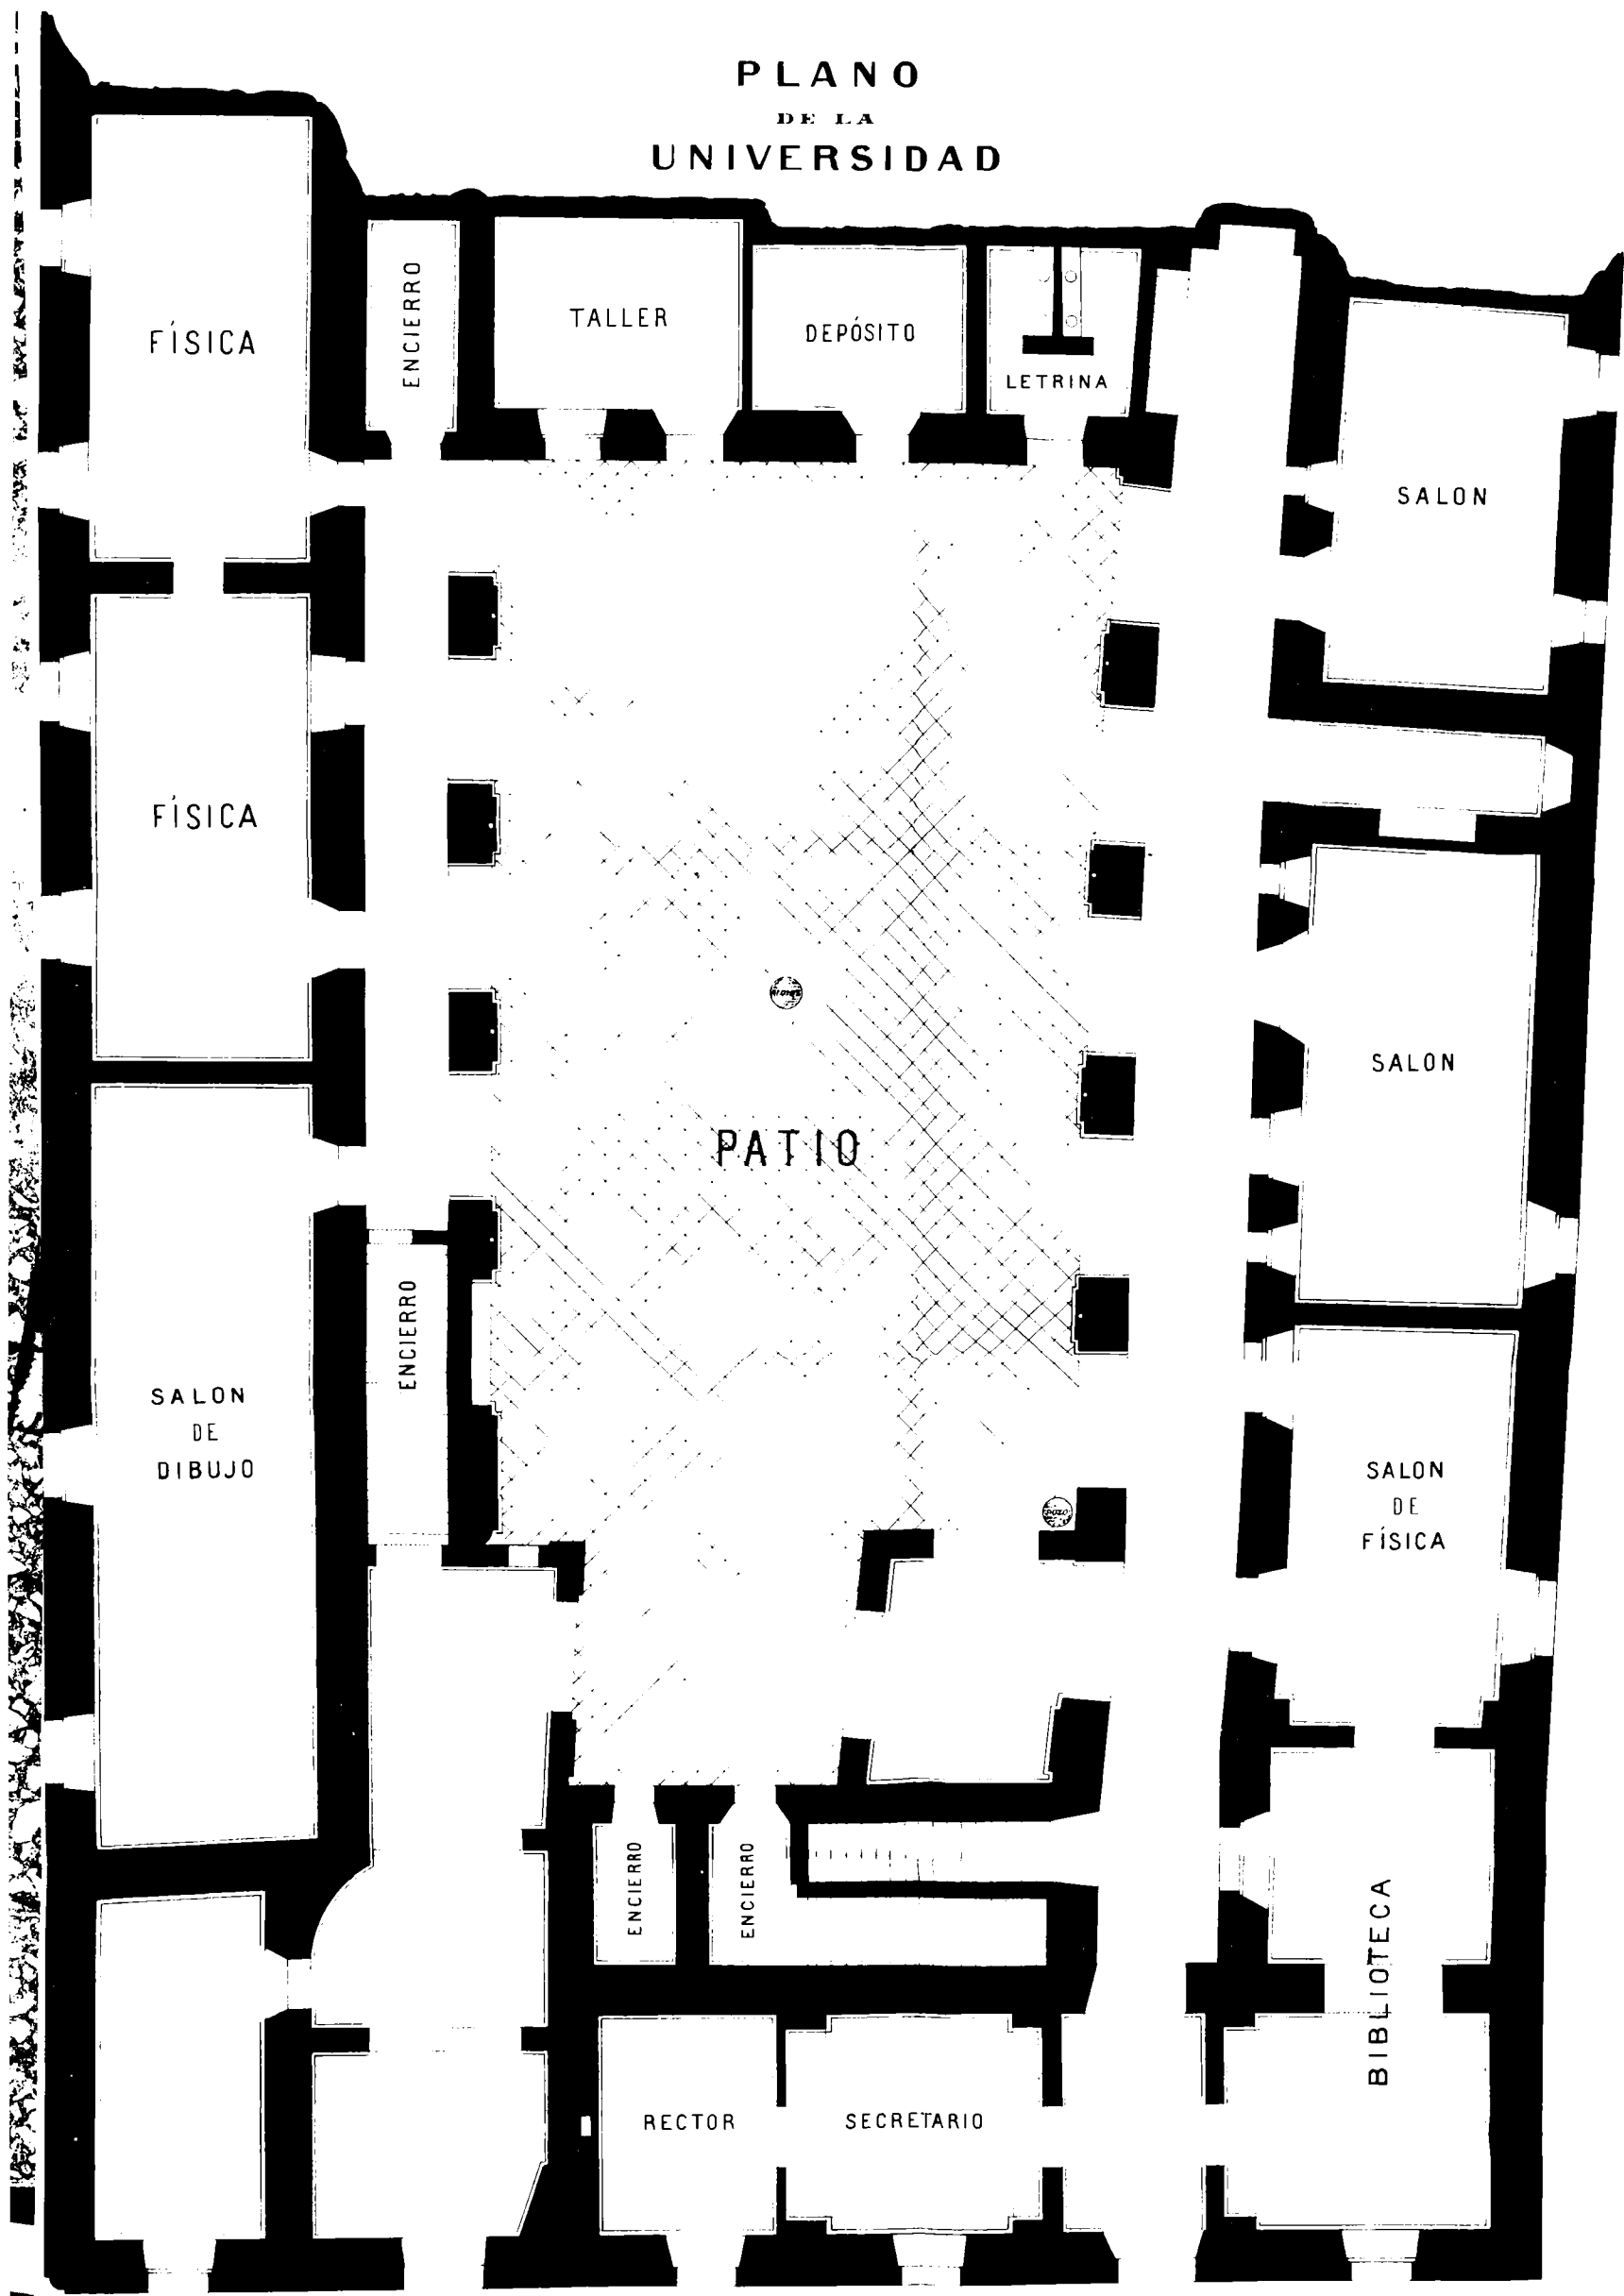 PLANO
DE LA
UNIVERSIDAD
FÍSICA
ENCIERRO
TALLER
DEPÓSITO
LETRINA
SALON
FÍSICA
PATIO
SALON
ENCIERRO
SALON
DE
DIBUJO
SALON
DE
FÍSICA
POZO
ENCIERRO
ENCIERRO
BIBLIOTECA
RECTOR
SECRETARIO